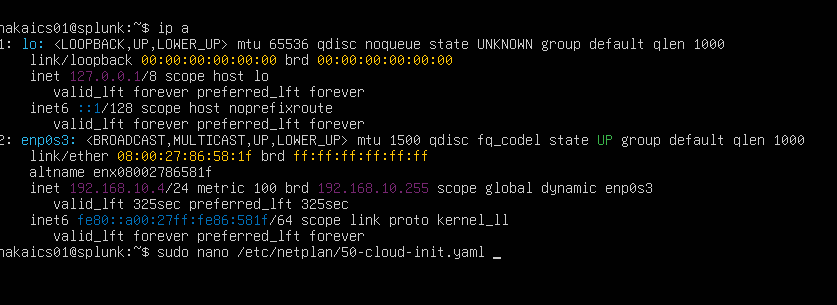 nakaics01@splunk:~$ ip a
1: lo: <LOOPBACK,UP,LOWER_UP> mtu 65536 qdisc noqueue state UNKNOWN group default qlen 1000
link/loopback 00:00:00:00:00:00 brd 00:00:00:00:00:00
inet 127.0.0.1/8 scope host lo
valid_lft forever preferred_lft forever
inet6 ::1/128 scope host noprefixroute
valid_lft forever preferred_lft forever
2: enp0s3: <BROADCAST,MULTICAST,UP,LOWER_UP> mtu 1500 qdisc fq_codel state UP group default qlen 1000
link/ether 08:00:27:86:58:1f brd ff:ff:ff:ff:ff:ff
altname enx08002786581f
inet 192.168.10.4/24 metric 100 brd 192.168.10.255 scope global dynamic enp0s3
valid_lft 325sec preferred_lft 325sec
inet6 fe80::a00:27ff:fe86:581f/64 scope link proto kernel_ll
valid_lft forever preferred_lft forever
nakaics01@splunk:~$ sudo nano /etc/netplan/50-cloud-init.yaml _